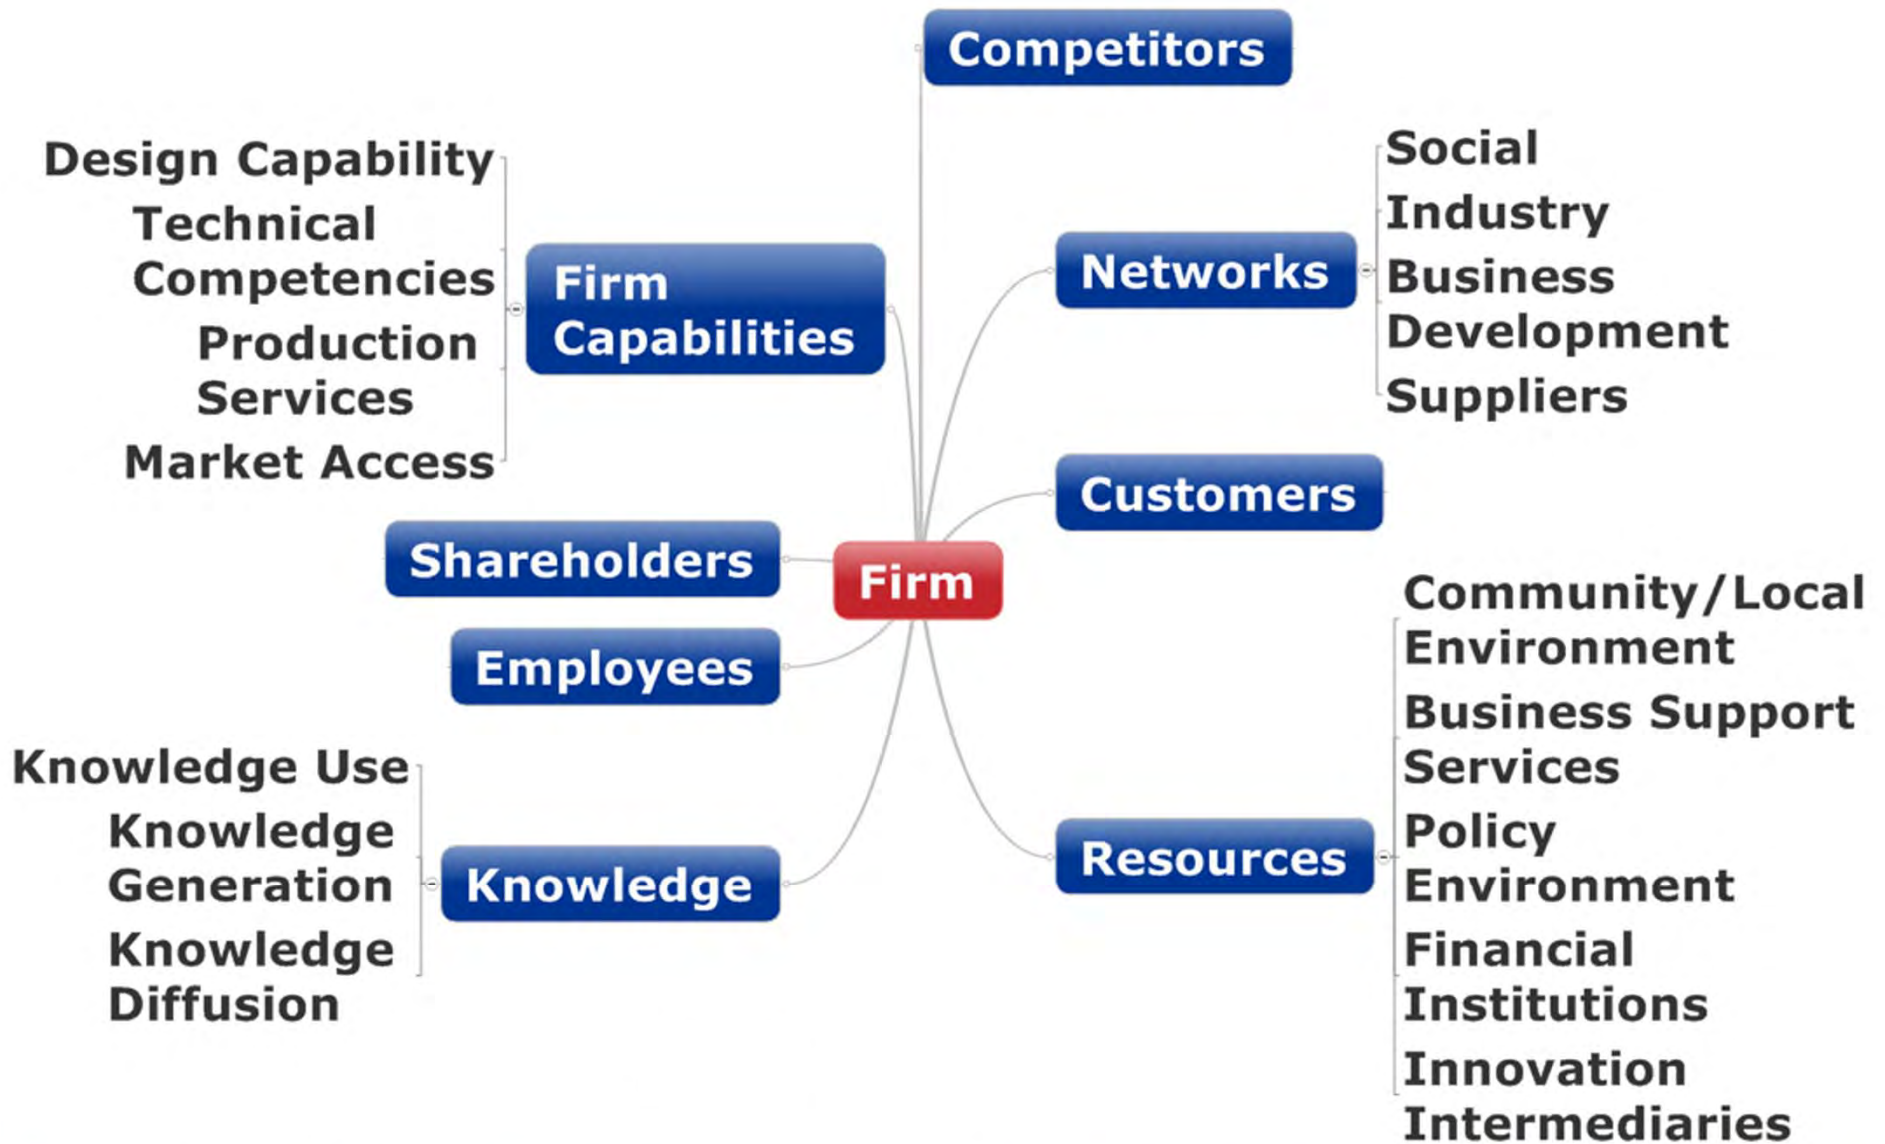 Competitors
Design Capability
Technical
Competencies
Production
Services
Market Access
Firm
Capabilities
Networks
Social
Industry
Business
Development
Suppliers
Customers
Shareholders
Firm
Employees
Knowledge Use
Knowledge
Generation
Knowledge
Diffusion
Knowledge
Resources
Community/Local
Environment
Business Support
Services
Policy
Environment
Financial
Institutions
Innovation
Intermediaries